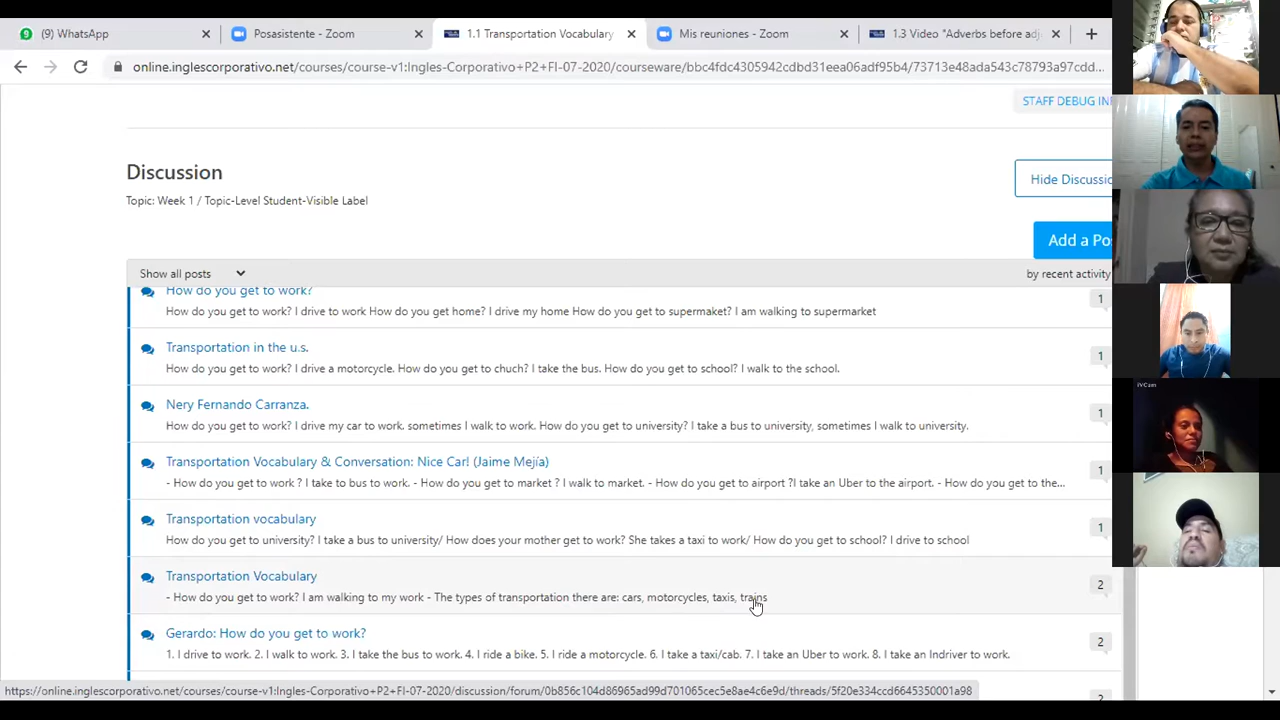 (9) WhatsApp
Posasistente - Zoom
1.1 Transportation Vocabulary
Mis reuniones - Zoom
1.3 Video "Adverbs before adj
online.inglescorporativo.net/courses/course-v1:Ingles-Corporativo+P2+FI-07-2020/courseware/bbc4fdc4305942cdbd31eea06adf95b4/73713e48ada543c78793a97cdd...
STAFF DEBUG INF
Discussion
Hide Discussio
Topic: Week 1 / Topic-Level Student-Visible Label
Add a Po
Show all posts
by recent activity
How do you get to work?
1
How do you get to work? I drive to work How do you get home? I drive my home How do you get to supermaket? I am walking to supermarket
Transportation in the u.s.
1
How do you get to work? I drive a motorcycle. How do you get to chuch? I take the bus. How do you get to school? I walk to the school.
Nery Fernando Carranza.
1
How do you get to work? I drive my car to work. sometimes I walk to work. How do you get to university? I take a bus to university, sometimes I walk to university.
Transportation Vocabulary & Conversation: Nice Car! (Jaime Mejía)
1
- How do you get to work ? I take to bus to work. - How do you get to market ? I walk to market. - How do you get to airport ?I take an Uber to the airport. - How do you get to the...
Transportation vocabulary
1
How do you get to university? I take a bus to university/ How does your mother get to work? She takes a taxi to work/ How do you get to school? I drive to school
Transportation Vocabulary
2
- How do you get to work? I am walking to my work - The types of transportation there are: cars, motorcycles, taxis, trains
Gerardo: How do you get to work?
2
1. I drive to work. 2. I walk to work. 3. I take the bus to work. 4. I ride a bike. 5. I ride a motorcycle. 6. I take a taxi/cab. 7. I take an Uber to work. 8. I take an Indriver to work.
https://online.inglescorporativo.net/courses/course-v1:Ingles-Corporativo+P2+FI-07-2020/discussion/forum/0b856c104d86965ad99d701065cec5e8ae4c6e9d/threads/5f20e334ccd6645350001a98
iVCam